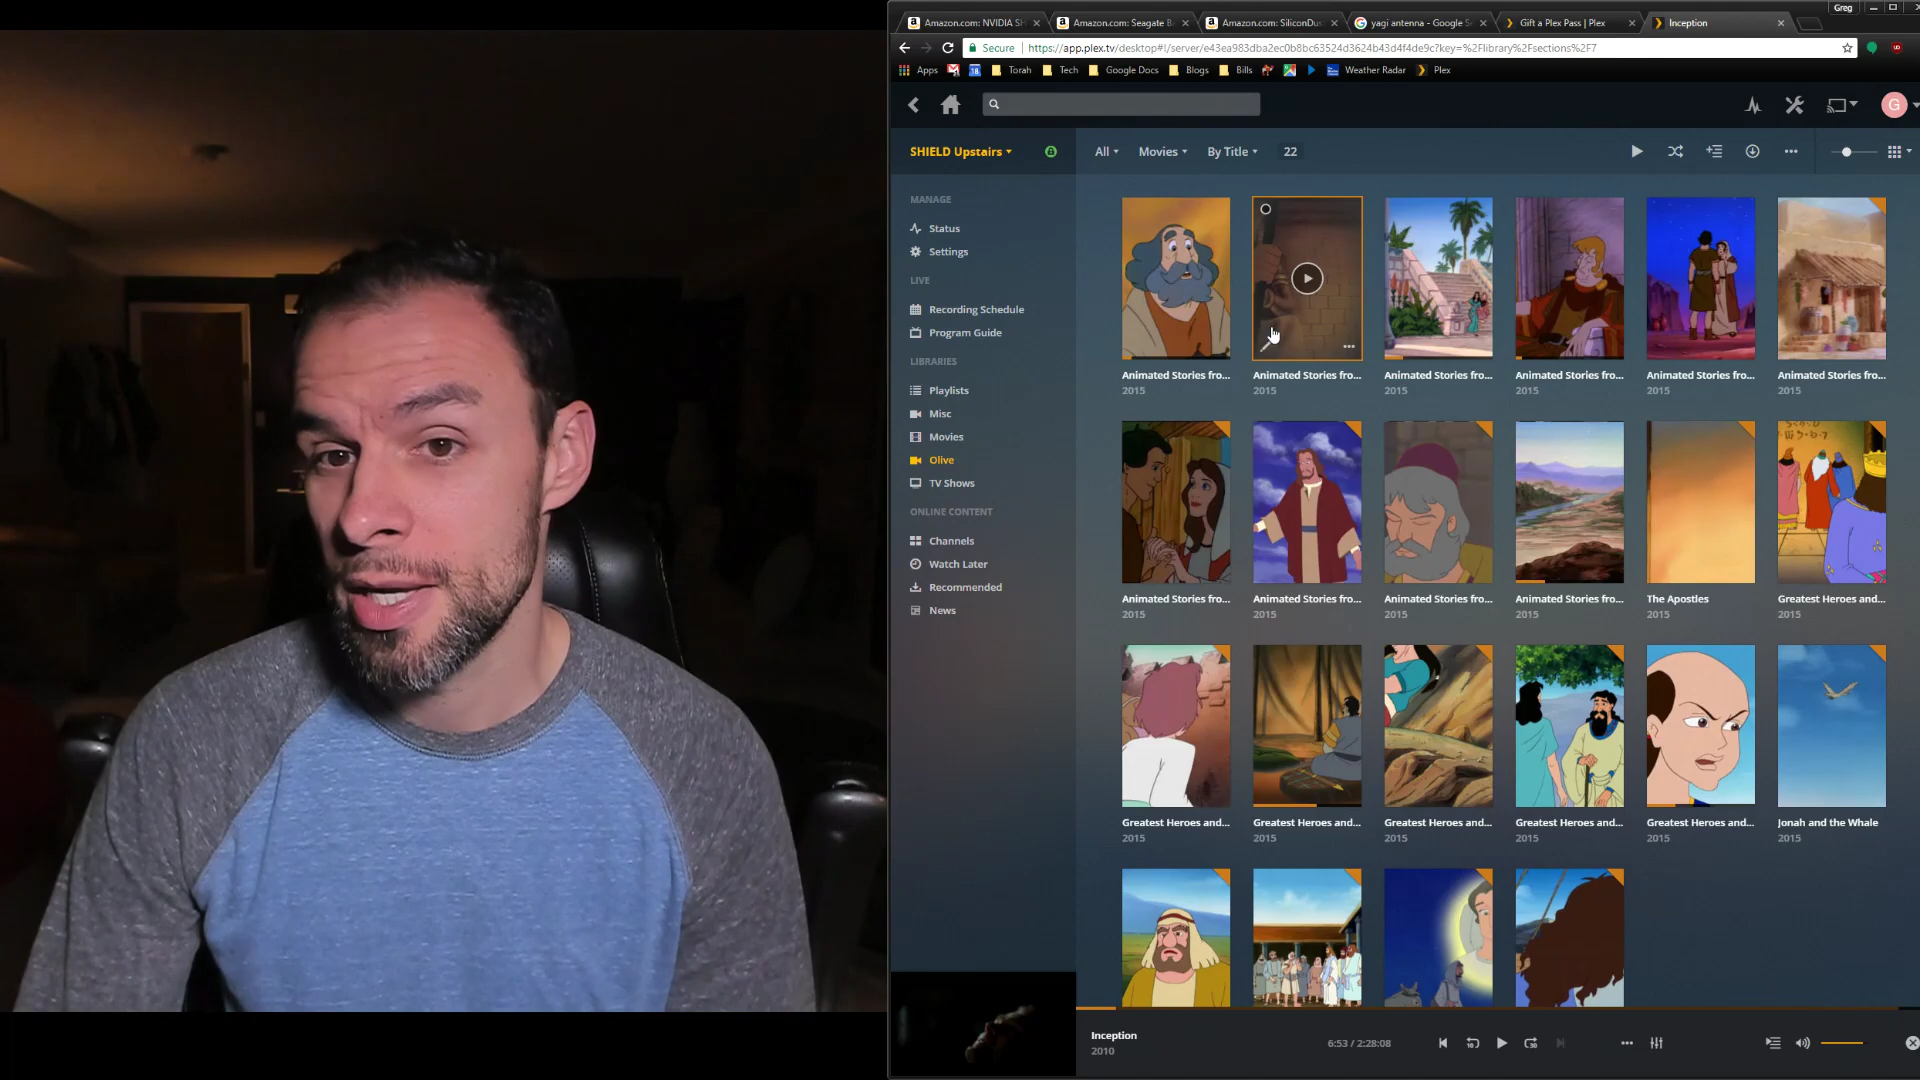 Greg
Amazon.com: NVIDIA SH
Amazon.com: Seagate B
Amazon.com: SiliconDus
yagi antenna - Google S
Gift a Plex Pass | Plex
Inception
Secure
https://app.plex.tv/desktop#!/server/e43ea983dba2ec0b8bc63524d3624b43d4f4de9c?key=%2Flibrary%2Fsections%2F7
Apps
Torah
Tech
Google Docs
Blogs
Bills
Weather Radar
Plex
G
SHIELD Upstairs
All
Movies
By Title
22
MANAGE
Status
Settings
LIVE
Recording Schedule
Program Guide
LIBRARIES
Playlists
Misc
Movies
Olive
TV Shows
ONLINE CONTENT
Channels
Watch Later
Recommended
News
Animated Stories fro...
2015
Animated Stories fro...
2015
Animated Stories fro...
2015
Animated Stories fro...
2015
Animated Stories fro...
2015
Animated Stories fro...
2015
Animated Stories fro...
2015
Animated Stories fro...
2015
Animated Stories fro...
2015
Animated Stories fro...
2015
The Apostles
2015
Greatest Heroes and...
2015
Greatest Heroes and...
2015
Greatest Heroes and...
2015
Greatest Heroes and...
2015
Greatest Heroes and...
2015
Greatest Heroes and...
2015
Jonah and the Whale
2015
Inception
2010
6:53 / 2:28:08
10
30